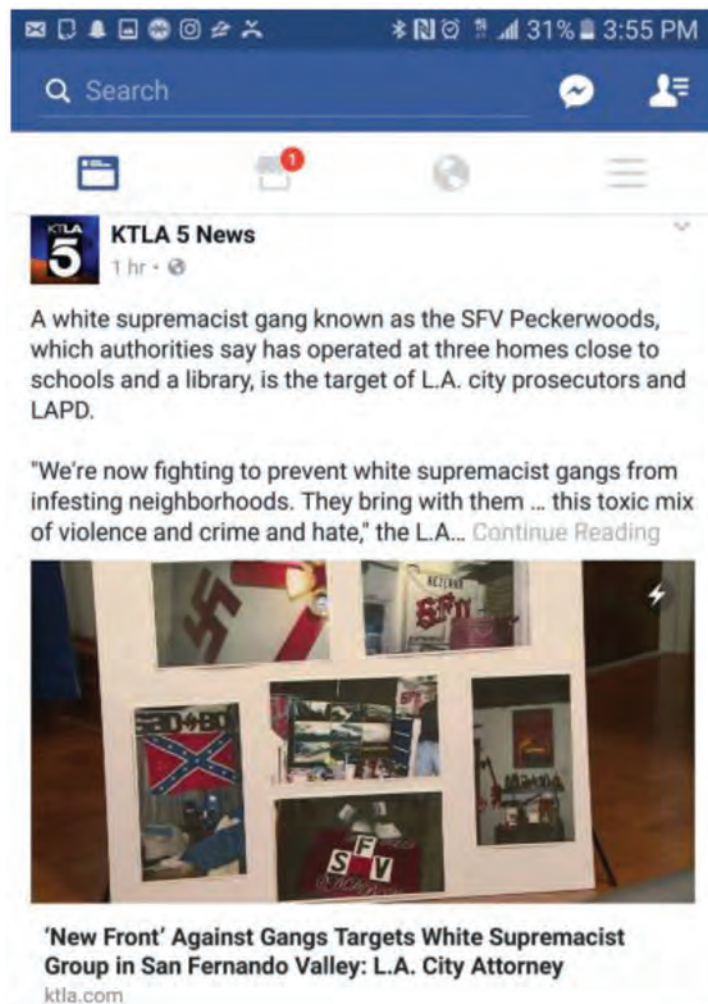 31% 3:55 PM
Search
1
KTLA
5
KTLA 5 News
1 hr •
A white supremacist gang known as the SFV Peckerwoods,
which authorities say has operated at three homes close to
schools and a library, is the target of L.A. city prosecutors and
LAPD.
"We're now fighting to prevent white supremacist gangs from
infesting neighborhoods. They bring with them ... this toxic mix
of violence and crime and hate," the L.A... Continue Reading
SFV
S F V
'New Front' Against Gangs Targets White Supremacist
Group in San Fernando Valley: L.A. City Attorney
ktla.com